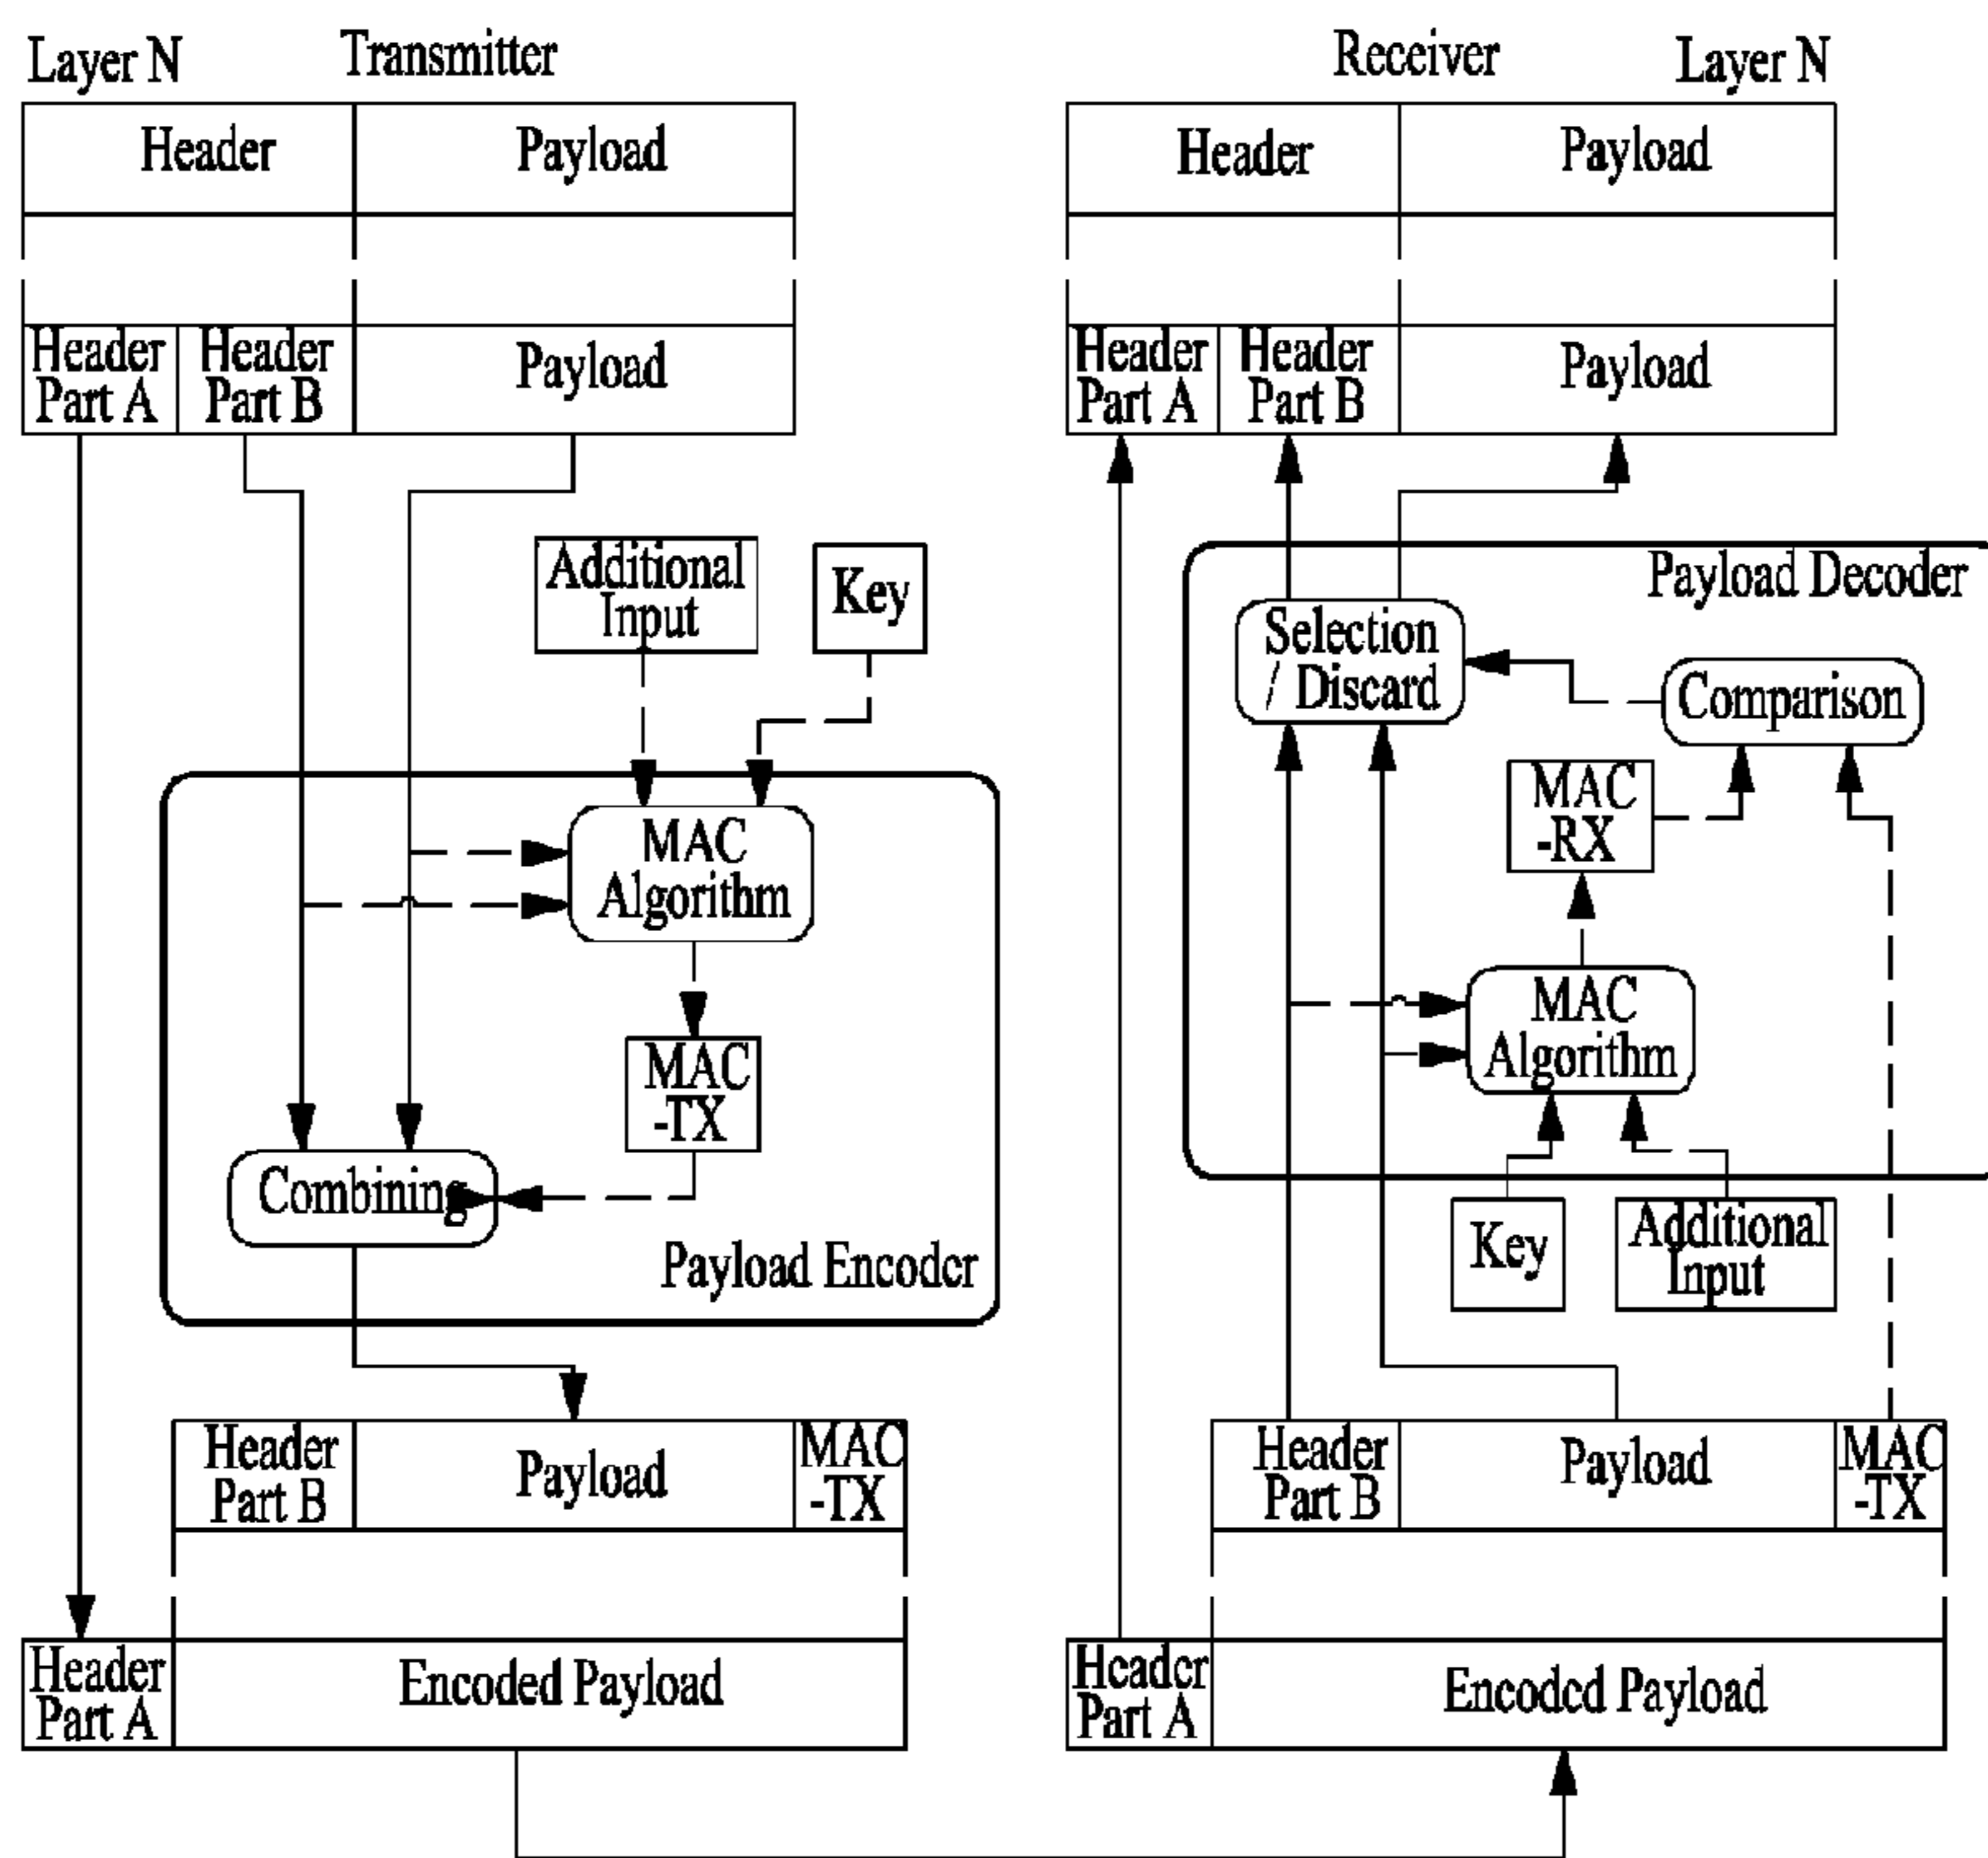 Layer N
Transmitter
Header
Payload
Header
Part A
Header
Part B
Payload
Additional
Input
Key
MAC
Algorithm
MAC
-TX
Combining
Payload Encoder
Header
Part B
Payload
MAC
-TX
Header
Part A
Encoded Payload
Receiver
Layer N
Header
Payload
Header
Part A
Header
Part B
Payload
Payload Decoder
Selection
/ Discard
Comparison
MAC
-RX
MAC
Algorithm
Key
Additional
Input
Header
Part B
Payload
MAC
-TX
Header
Part A
Encoded Payload